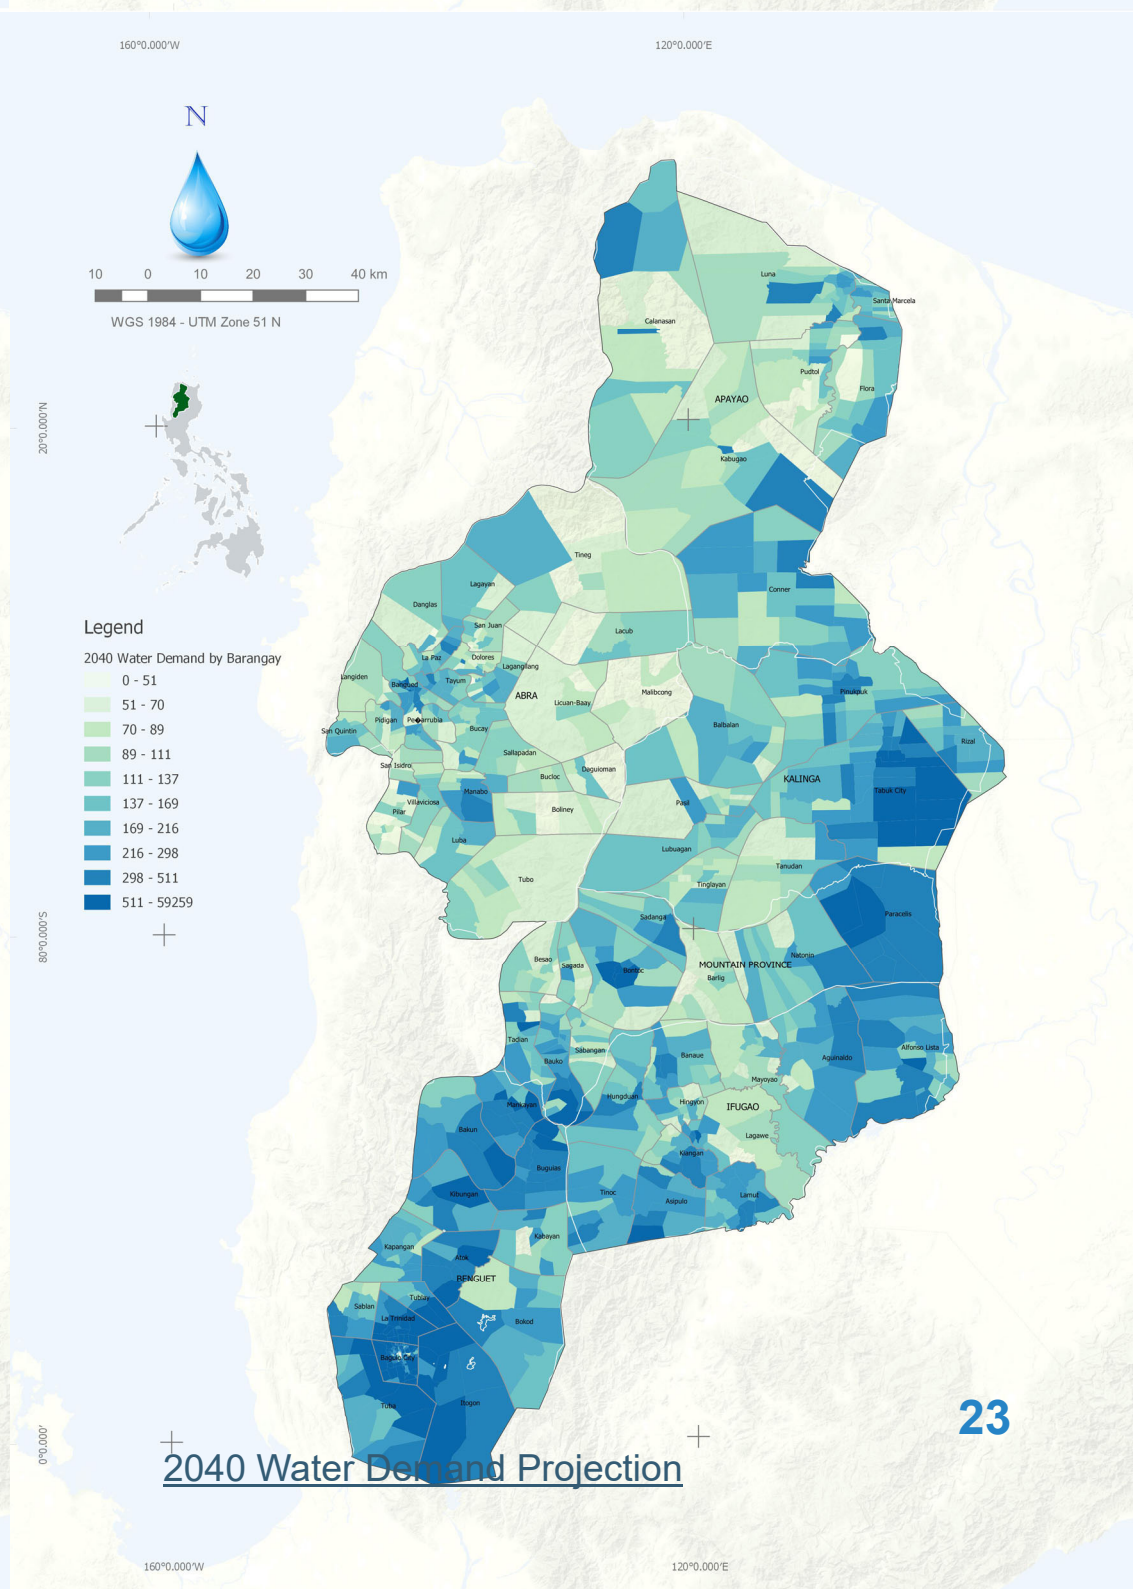 160°0.000'W
120°0.000'E
N
10 0 10 20 30 40 km
WGS 1984 - UTM Zone 51 N
20°0.000'N
Legend
2040 Water Demand by Barangay
0 - 51
51 - 70
70 - 89
89 - 111
111 - 137
137 - 169
169 - 216
216 - 298
298 - 511
511 - 59259
80°0.000'S
0°0.000'
Luna
Santa Marcela
Calanasan
Pudtol
Flora
APAYAO
Kabugao
Tineg
Conner
Lagayan
Danglas
San Juan
Lacub
La Paz
Dolores
Lagangilang
Langiden
Bangued
Tayum
ABRA
Malibcong
Pinukpuk
Licuan-Baay
Pidigan
Pe�arrubia
Bucay
Balbalan
San Quintin
Rizal
Sallapadan
San Isidro
Daguioman
Bucloc
KALINGA
Manabo
Tabuk City
Villaviciosa
Pilar
Boliney
Pasil
Luba
Lubuagan
Tanudan
Tubo
Tinglayan
Sadanga
Paracelis
Besao
Sagada
Bontoc
MOUNTAIN PROVINCE
Natonin
Barlig
Tadian
Sabangan
Bauko
Banaue
Aguinaldo
Alfonso Lista
Mayoyao
Hungduan
Hingyon
IFUGAO
Mankayan
Bakun
Lagawe
Kiangan
Buguias
Kibungan
Tinoc
Asipulo
Lamut
Kabayan
Kapangan
Atok
BENGUET
Tublay
Sablan
La Trinidad
Bokod
Baguio City
Tuba
Itogon
23
2040 Water Demand Projection
160°0.000'W
120°0.000'E